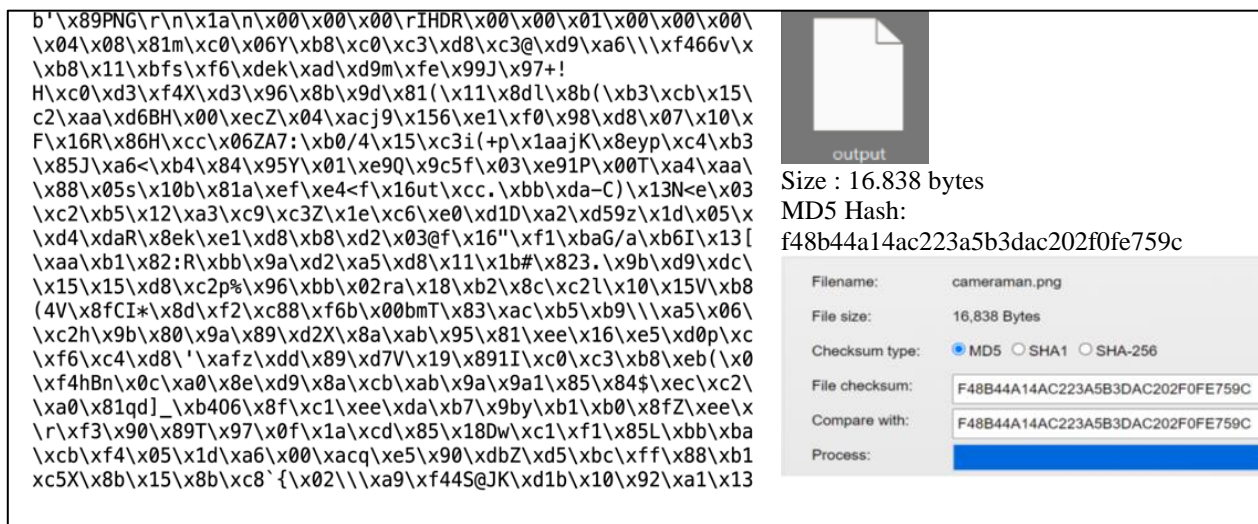 b'\x89PNG\r\n\x1a\n\x00\x00\x00\rIHDR\x00\x00\x01\x00\x00\x00\
\x04\x08\x81m\xc0\x06Y\xb8\xc0\xc3\xd8\xc3@\xd9\xa6\\\xf466v\x
\xb8\x11\xbfs\xf6\xdek\xad\xd9m\xfe\x99J\x97+!
H\xc0\xd3\xf4X\xd3\x96\x8b\x9d\x81(\x11\x8dl\x8b(\xb3\xcb\x15\
c2\xaa\xd6BH\x00\xecZ\x04\xacj9\x156\xe1\xf0\x98\xd8\x07\x10\x
F\x16R\x86H\xcc\x06ZA7:\xb0/4\x15\xc3i(+p\x1aajK\x8eyp\xc4\xb3
\x85J\xa6<\xb4\x84\x95Y\x01\xe9Q\x9c5f\x03\xe91P\x00T\xa4\xaa\
\x88\x05s\x10b\x81a\xef\xe4<f\x16ut\xcc.\xbb\xda-C)\x13N<e\x03
\xc2\xb5\x12\xa3\xc9\xc3Z\x1e\xc6\xe0\xd1D\xa2\xd59z\x1d\x05\x
\xd4\xdaR\x8ek\xe1\xd8\xb8\xd2\x03@f\x16"\xf1\xbaG/a\xb6I\x13[
\xaa\xb1\x82:R\xbb\x9a\xd2\xa5\xd8\x11\x1b#\x823.\x9b\xd9\xdc\
\x15\x15\xd8\xc2p%\x96\xbb\x02ra\x18\xb2\x8c\xc2l\x10\x15V\xb8
(4V\x8fCI*\x8d\xf2\xc88\xf6b\x00bmT\x83\xac\xb5\xb9\\\xa5\x06\
\xc2h\x9b\x80\x9a\x89\xd2X\x8a\xab\x95\x81\xee\x16\xe5\xd0p\xc
\xf6\xc4\xd8\'\xafz\xdd\x89\xd7V\x19\x891I\xc0\xc3\xb8\xeb(\x0
\xf4hBn\x0c\xa0\x8e\xd9\x8a\xcb\xab\x9a\x9a1\x85\x84$\xec\xc2\
\xa0\x81qd]_\xb4O6\x8f\xc1\xee\xda\xb7\x9by\xb1\xb0\x8fZ\xee\x
\r\xf3\x90\x89T\x97\x0f\x1a\xcd\x85\x18Dw\xc1\xf1\x85L\xbb\xba
\xcb\xf4\x05\x1d\xa6\x00\xacq\xe5\x90\xdbZ\xd5\xbc\xff\x88\xb1
xc5X\x8b\x15\x8b\xc8`{\x02\\\xa9\xf44S@JK\xd1b\x10\x92\xa1\x13
output
Size : 16.838 bytes
MD5 Hash:
f48b44a14ac223a5b3dac202f0fe759c
Filename: cameraman.png
File size: 16,838 Bytes
Checksum type: MD5 SHA1 SHA-256
File checksum: F48B44A14AC223A5B3DAC202F0FE759C
Compare with: F48B44A14AC223A5B3DAC202F0FE759C
Process: